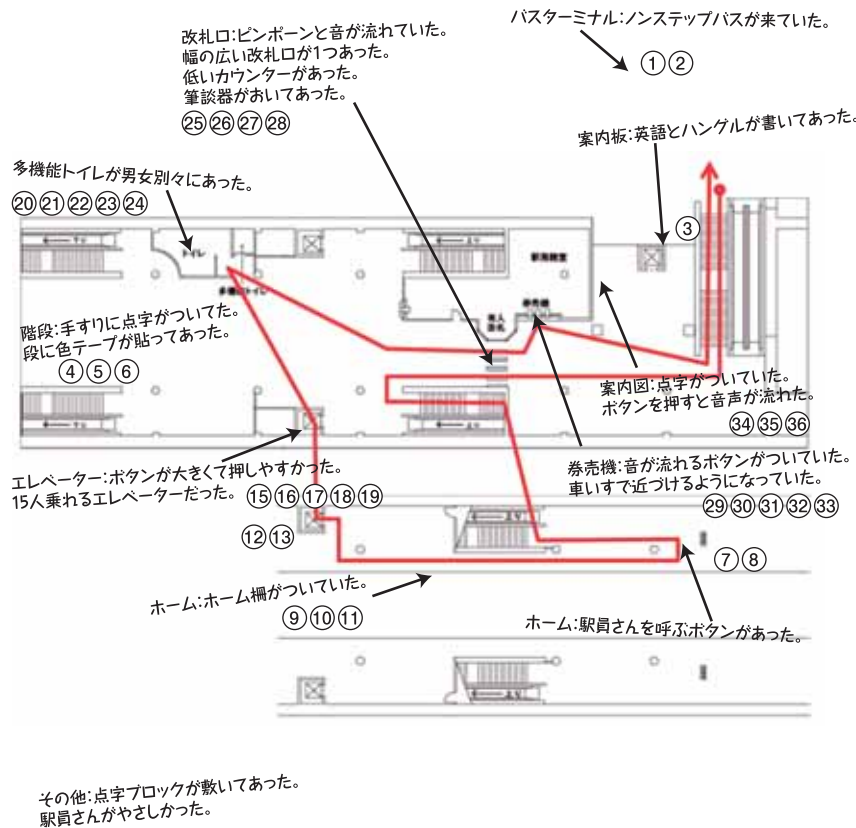 バスターミナル:ノンステップバスが来ていた。
①②
改札口:ピンポーンと音が流れていた。
幅の広い改札口が1つあった。
低いカウンターがあった。
筆談器がおいてあった。
㉕㉖㉗㉘
案内板:英語とハングルが書いてあった。
③
多機能トイレが男女別々にあった。
⑳㉑㉒㉓㉔
トイレ
多機能トイレ
駅務機室
券売機
有人
改札
階段:手すりに点字がついてた。
段に色テープが貼ってあった。
④⑤⑥
案内図:点字がついていた。
ボタンを押すと音声が流れた。
㉞㉟㊱
エレベーター:ボタンが大きくて押しやすかった。
15人乗れるエレベーターだった。
⑮⑯⑰⑱⑲
券売機:音が流れるボタンがついていた。
車いすで近づけるようになっていた。
㉙㉚㉛㉜㉝
⑫⑬
⑦⑧
ホーム:ホーム柵がついていた。
⑨⑩⑪
ホーム:駅員さんを呼ぶボタンがあった。
その他:点字ブロックが敷いてあった。
駅員さんがやさしかった。